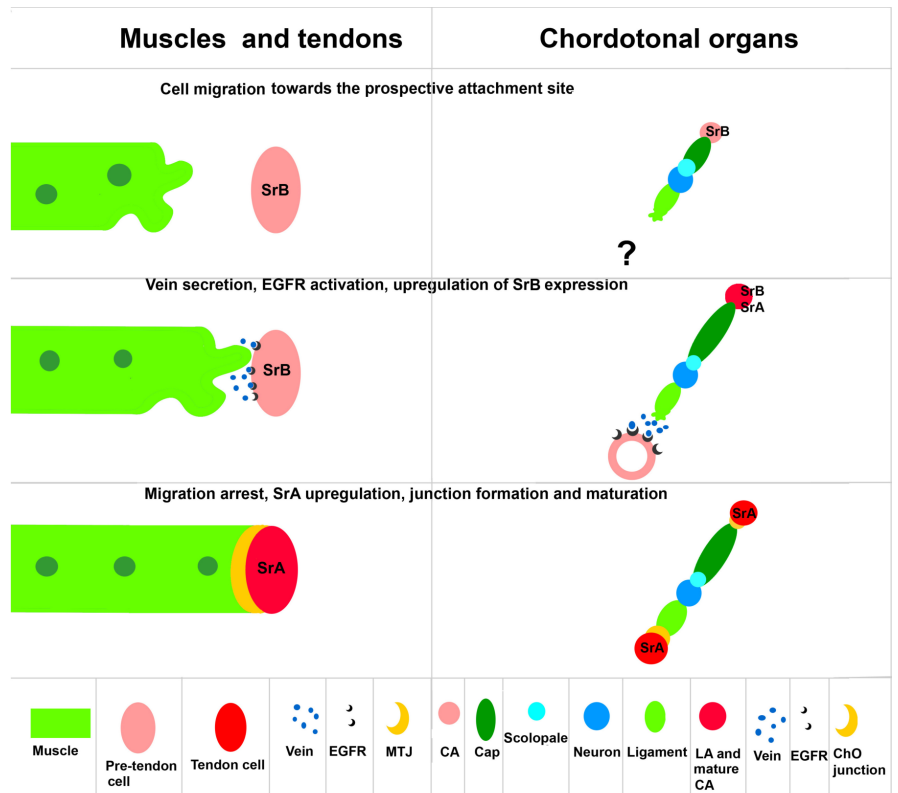 Muscles and tendons
Chordotonal organs
Cell migration towards the prospective attachment site
SrB
SrB
?
Vein secretion, EGFR activation, upregulation of SrB expression
SrB
SrB
SrA
Migration arrest, SrA upregulation, junction formation and maturation
SrA
SrA
SrA
Muscle
Pre-tendon
cell
Tendon cell
Vein
EGFR
MTJ
CA
Cap
Scolopale
Neuron
Ligament
LA and
mature
CA
Vein
EGFR
ChO
junction